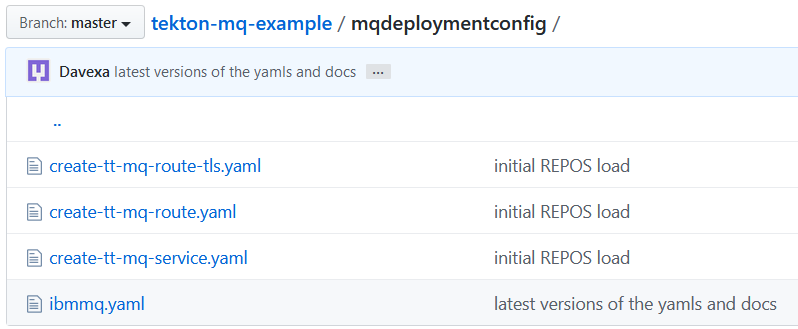 Branch: master tekton-mq-example / mqdeploymentconfig /
Davexa latest versions of the yamls and docs ...
..
create-tt-mq-route-tls.yaml initial REPOS load
create-tt-mq-route.yaml initial REPOS load
create-tt-mq-service.yaml initial REPOS load
ibmmq.yaml latest versions of the yamls and docs